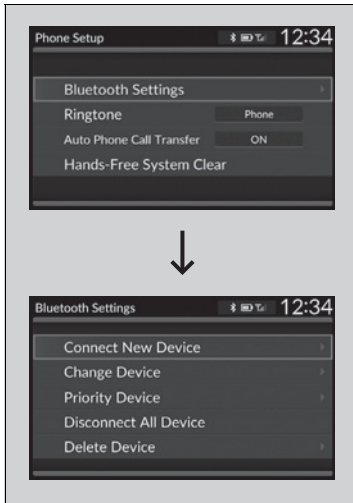 Phone Setup 12:34
Bluetooth Settings
Ringtone Phone
Auto Phone Call Transfer ON
Hands-Free System Clear
Bluetooth Settings 12:34
Connect New Device
Change Device
Priority Device
Disconnect All Device
Delete Device